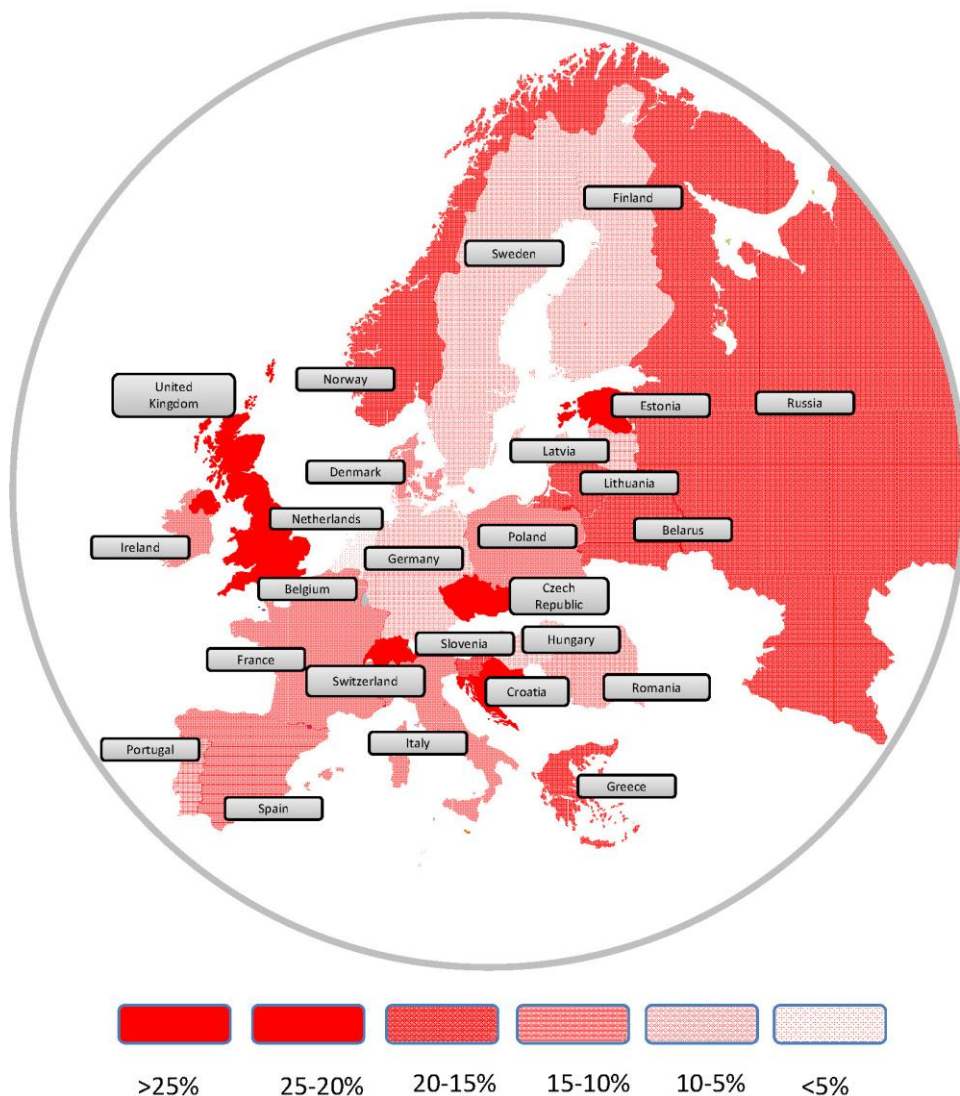 Finland
Sweden
Norway
United
Kingdom
Estonia
Russia
Latvia
Denmark
Lithuania
Netherlands
Belarus
Poland
Ireland
Germany
Belgium
Czech
Republic
Slovenia
Hungary
France
Switzerland
Croatia
Romania
Italy
Portugal
Greece
Spain
>25%
25-20%
20-15%
15-10%
10-5%
<5%